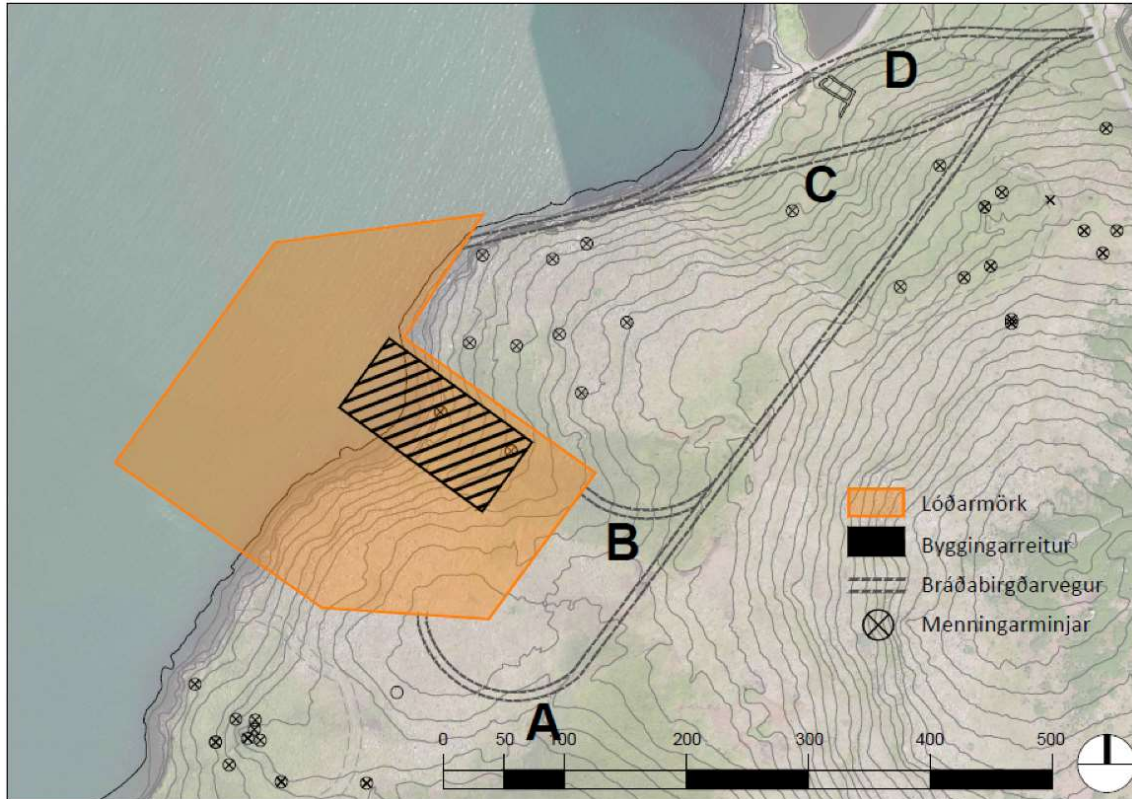 D
C
B
A
Lóðarmörk
Byggingarreitur
Bráðabirgðarvegur
Menningarminjar
0 50 100 200 300 400 500